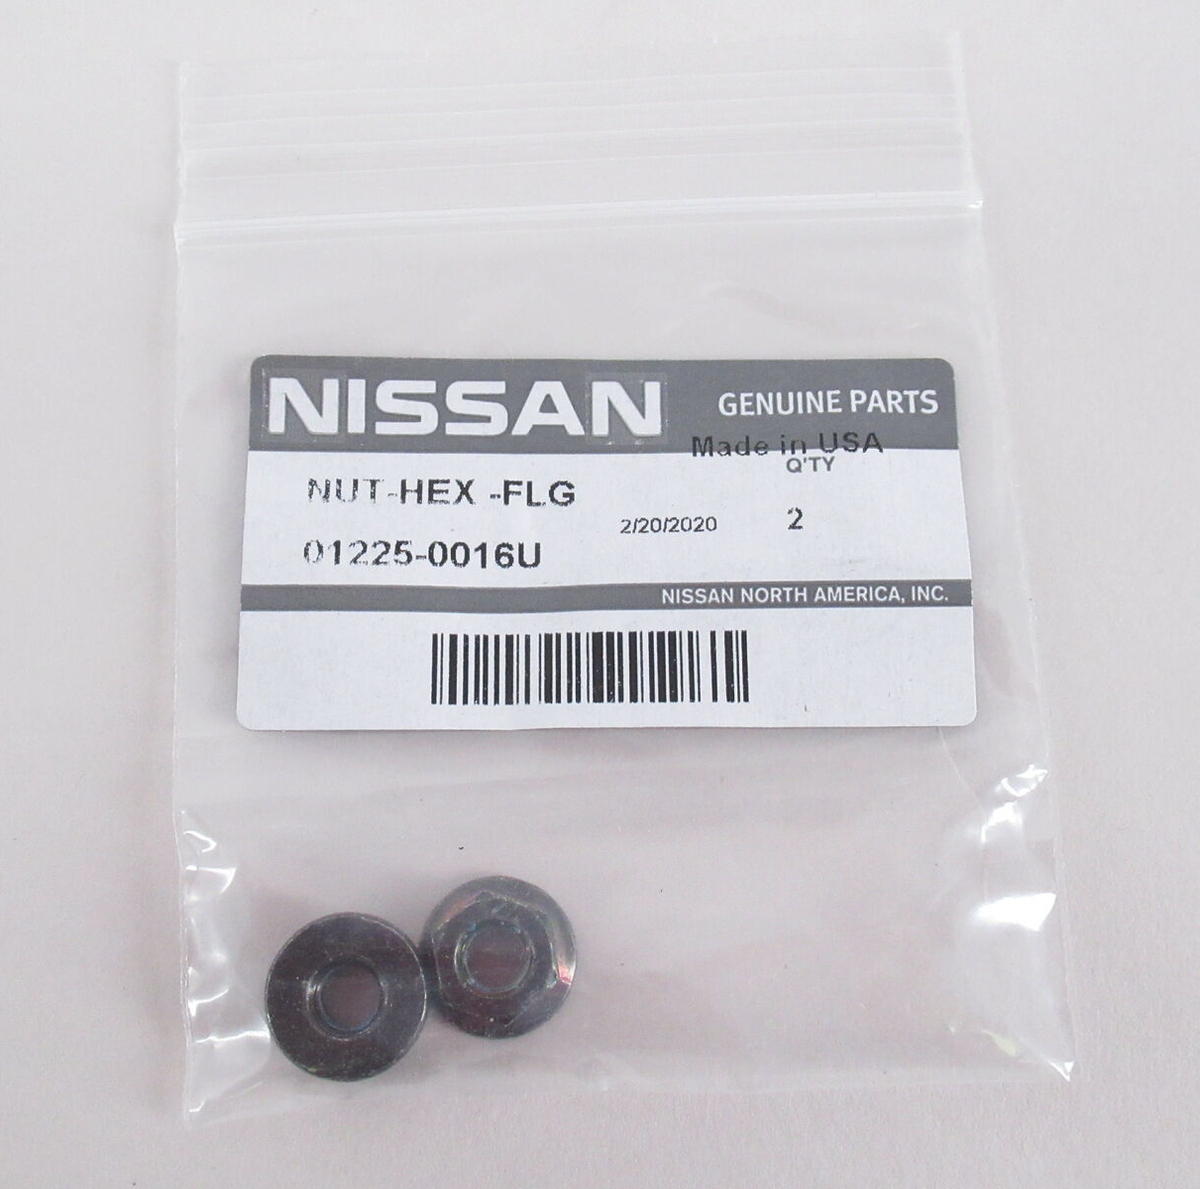 NISSAN GENUINE PARTS
Made in USA
Q'TY
NUT-HEX -FLG
2/20/2020 2
01225-0016U
NISSAN NORTH AMERICA, INC.